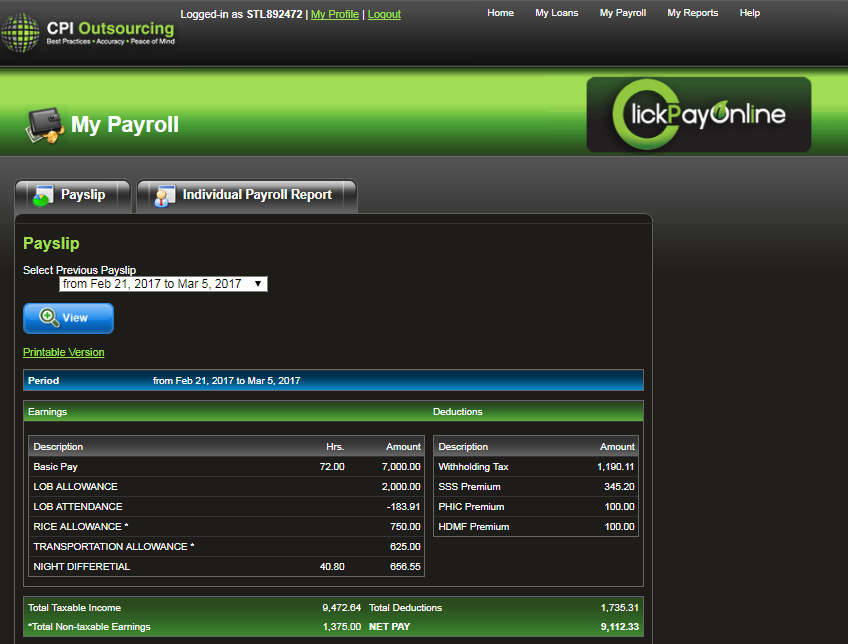 CPI Outsourcing
Best Practices • Accuracy • Peace of Mind
Logged-in as STL892472 | My Profile | Logout
Home My Loans My Payroll My Reports Help
My Payroll
ClickPayOnline
Payslip Individual Payroll Report
Payslip
Select Previous Payslip
from Feb 21, 2017 to Mar 5, 2017 ▼
View
Printable Version
Period from Feb 21, 2017 to Mar 5, 2017
Earnings Deductions
Description Hrs. Amount Description Amount
Basic Pay 72.00 7,000.00 Withholding Tax 1,190.11
LOB ALLOWANCE 2,000.00 SSS Premium 345.20
LOB ATTENDANCE -183.91 PHIC Premium 100.00
RICE ALLOWANCE * 750.00 HDMF Premium 100.00
TRANSPORTATION ALLOWANCE * 625.00
NIGHT DIFFERETIAL 40.80 656.55
Total Taxable Income 9,472.64 Total Deductions 1,735.31
*Total Non-taxable Earnings 1,375.00 NET PAY 9,112.33